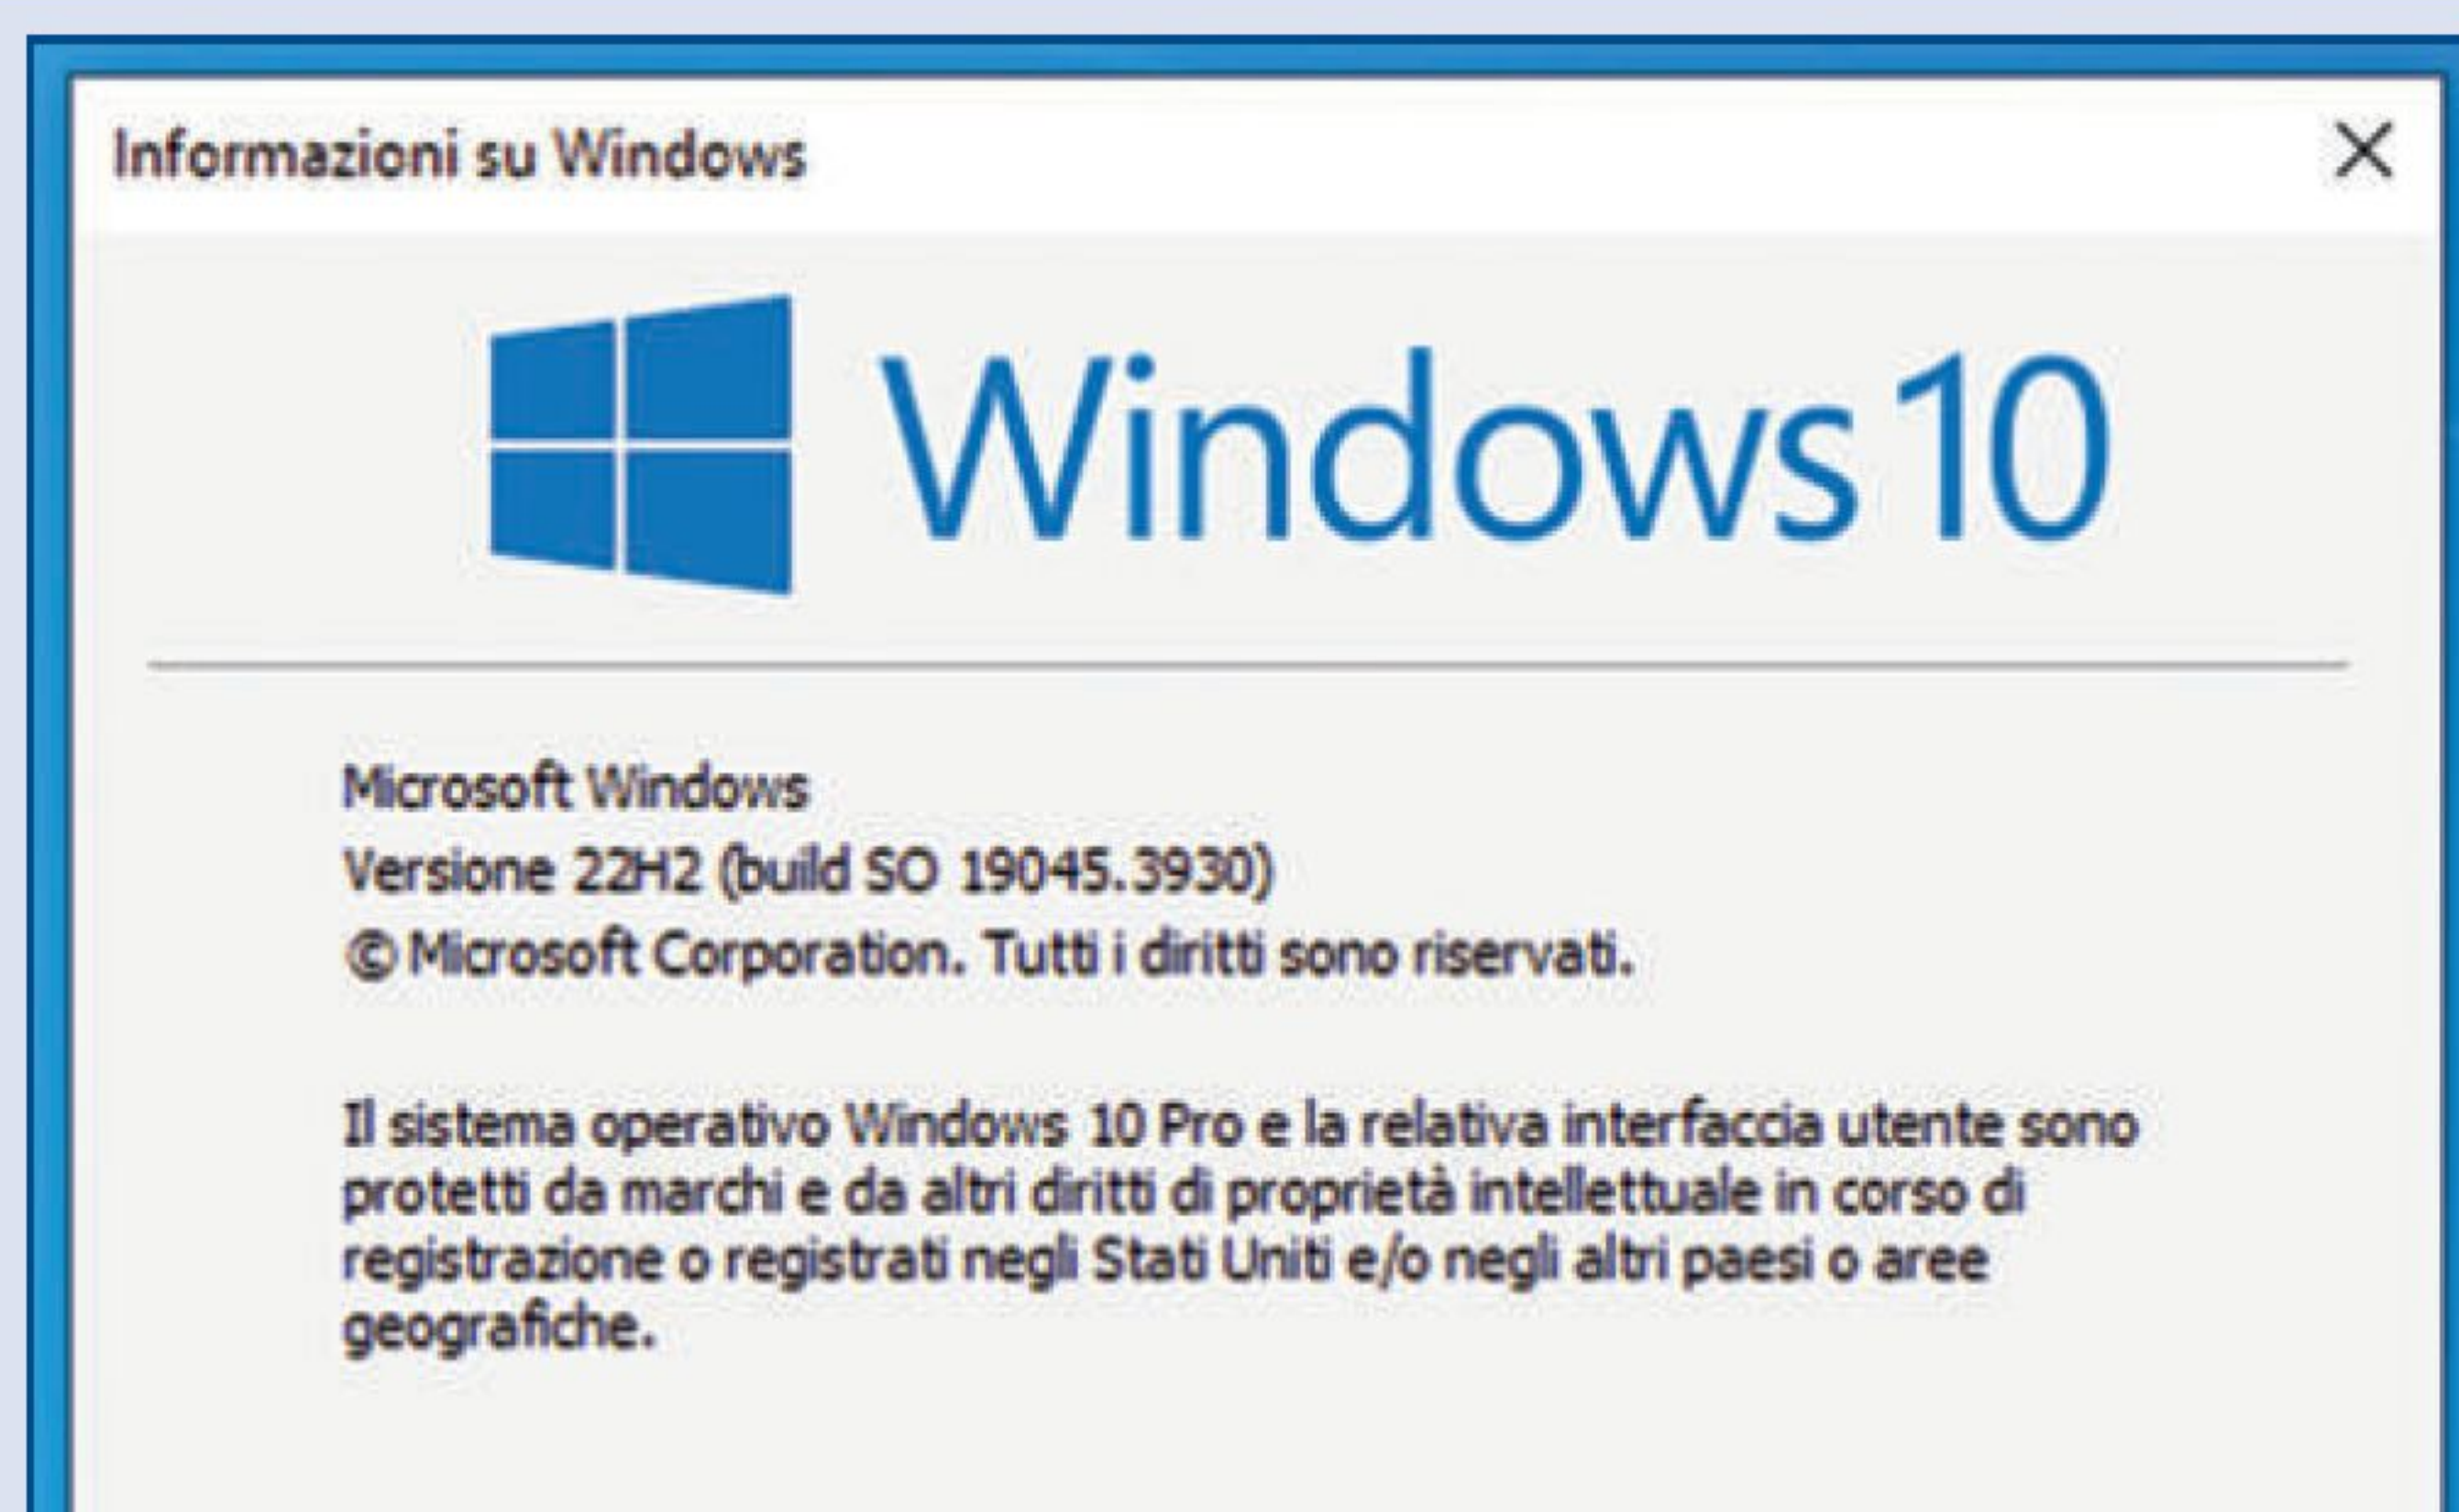 Informazioni su Windows
Windows 10
Microsoft Windows
Versione 22H2 (build SO 19045.3930)
© Microsoft Corporation. Tutti i diritti sono riservati.
Il sistema operativo Windows 10 Pro e la relativa interfaccia utente sono
protetti da marchi e da altri diritti di proprietà intellettuale in corso di
registrazione o registrati negli Stati Uniti e/o negli altri paesi o aree
geografiche.